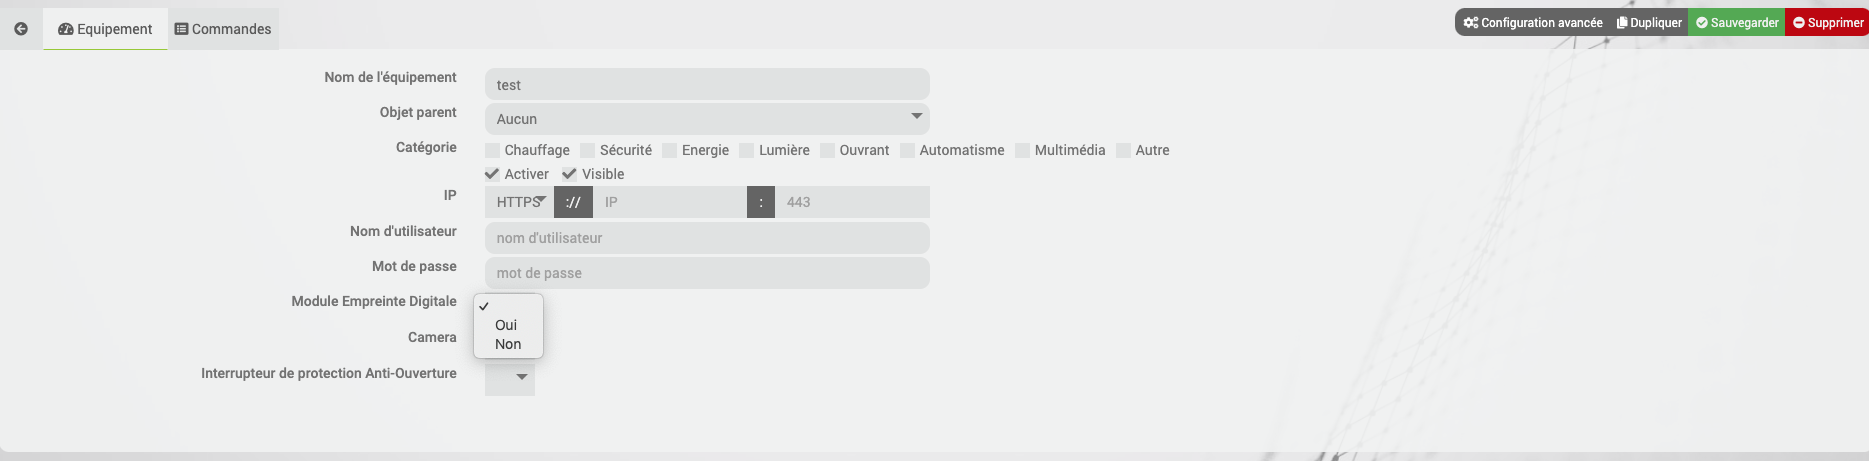 Equipement Commandes Configuration avancée Dupliquer Sauvegarder Supprimer
Nom de l'équipement test
Objet parent Aucun
Catégorie Chauffage Sécurité Energie Lumière Ouvrant Automatisme Multimédia Autre
Activer Visible
IP HTTPS :// IP : 443
Nom d'utilisateur nom d'utilisateur
Mot de passe mot de passe
Module Empreinte Digitale
Oui
Camera Non
Interrupteur de protection Anti-Ouverture